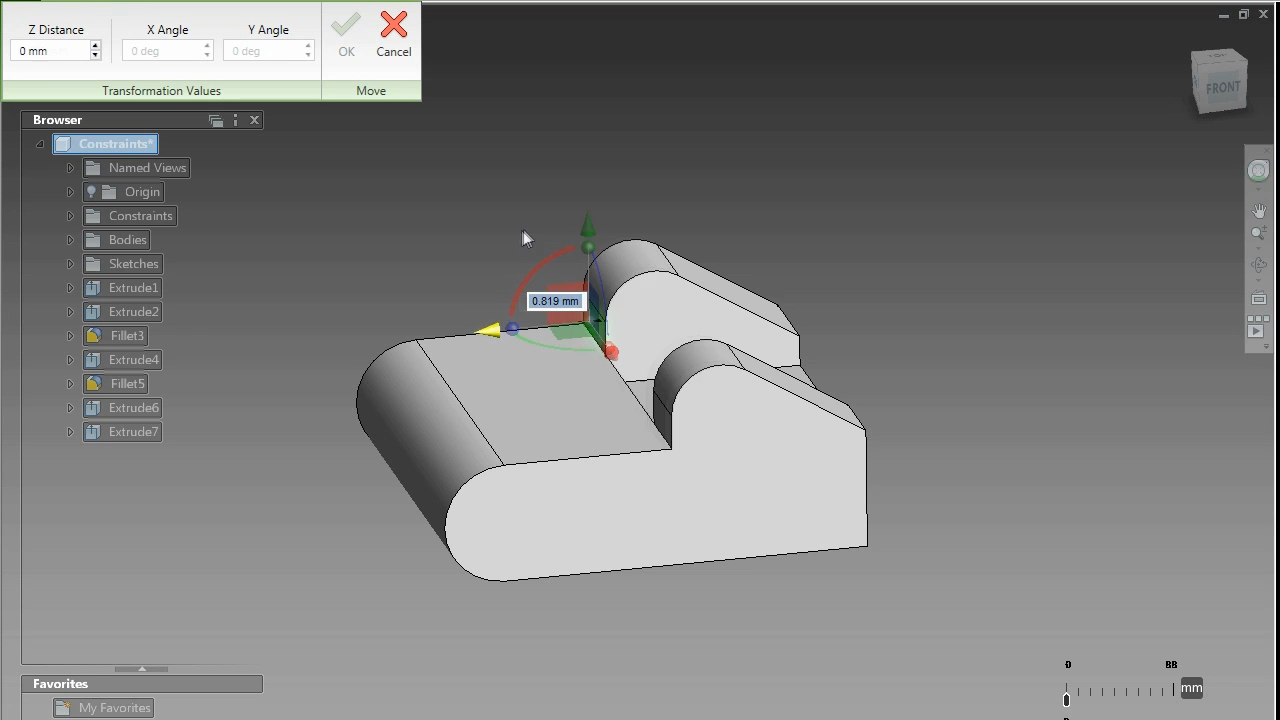 Z Distance X Angle Y Angle
0 mm 0 deg 0 deg OK Cancel
Transformation Values Move
TOP
FRONT
Browser
Constraints*
Named Views
Origin
Constraints
Bodies
Sketches
Extrude1
Extrude2
Fillet3
Extrude4
Fillet5
Extrude6
Extrude7
0.819 mm
Favorites
My Favorites
0 88
mm